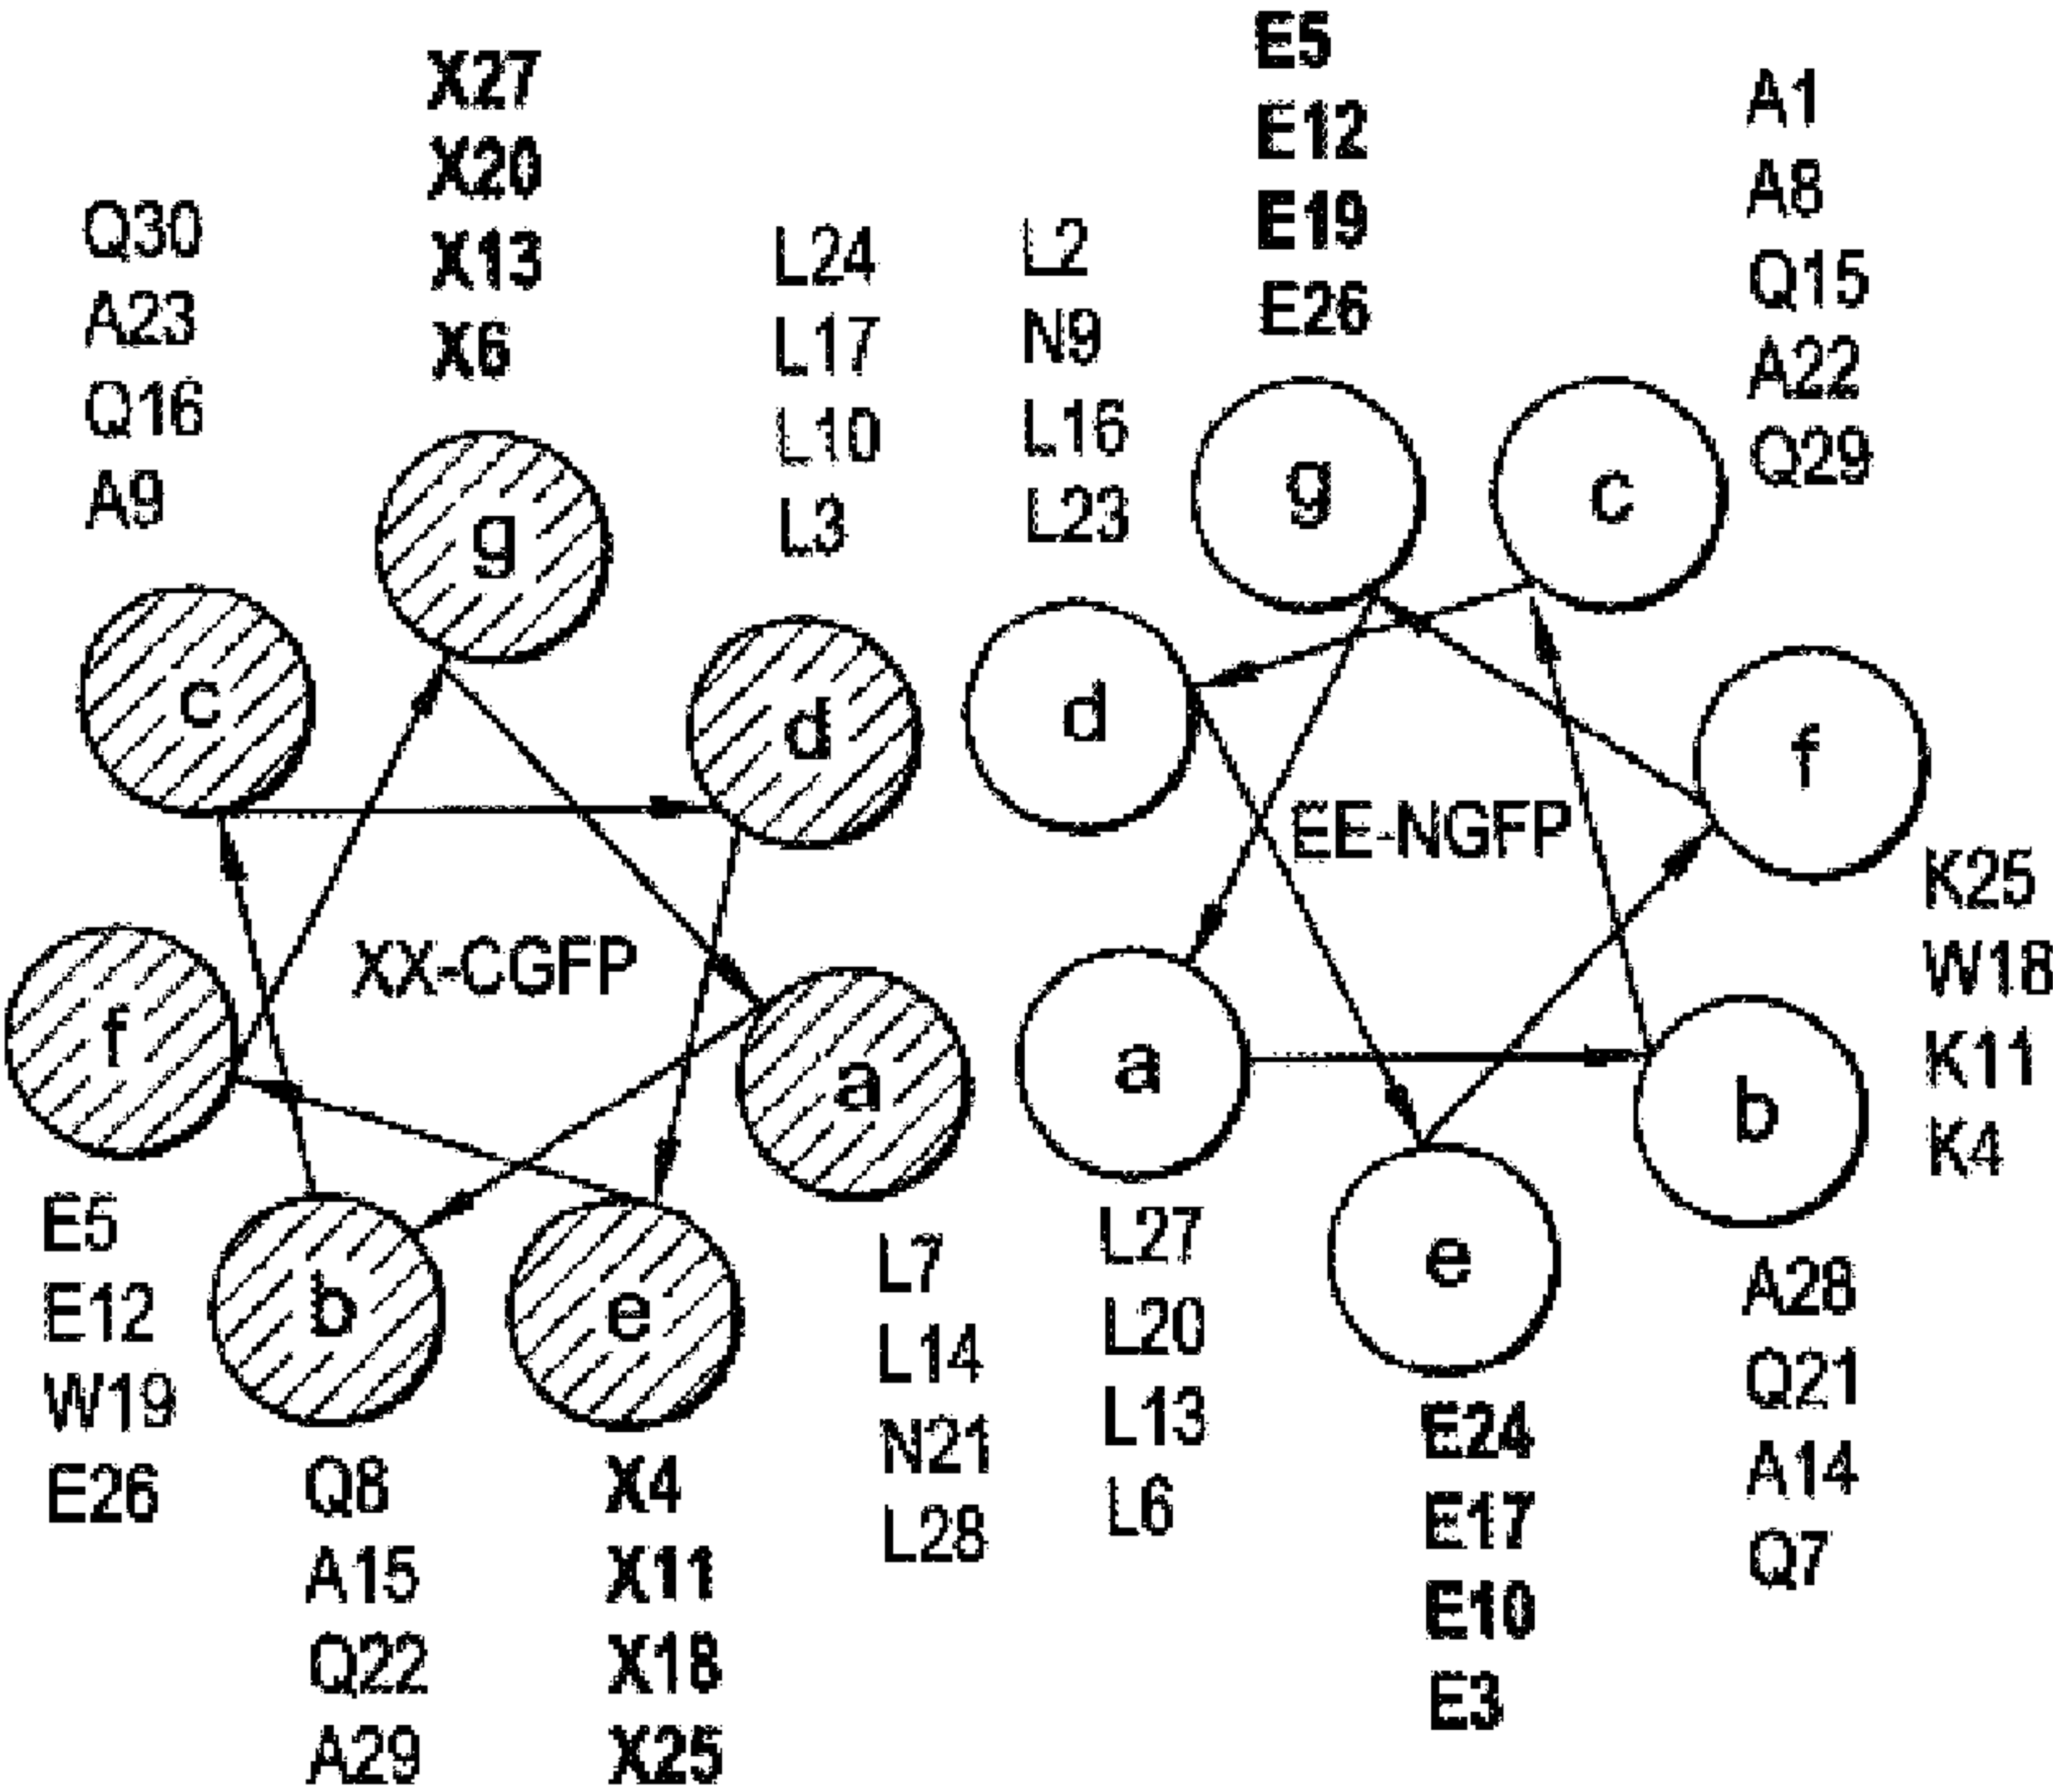 X27
X20
X13
X6
Q30
A23
Q16
A9
L24
L17
L10
L3
L2
N9
L16
L23
E5
E12
E19
E26
A1
A8
Q15
A22
Q29
g
c
d
f
a
b
e
XX-CGFP
g
c
d
f
a
b
e
EE-NGFP
E5
E12
W19
E26
Q8
A15
Q22
A29
X4
X11
X18
X25
L7
L14
N21
L28
L27
L20
L13
L6
E24
E17
E10
E3
A28
Q21
A14
Q7
K25
W18
K11
K4